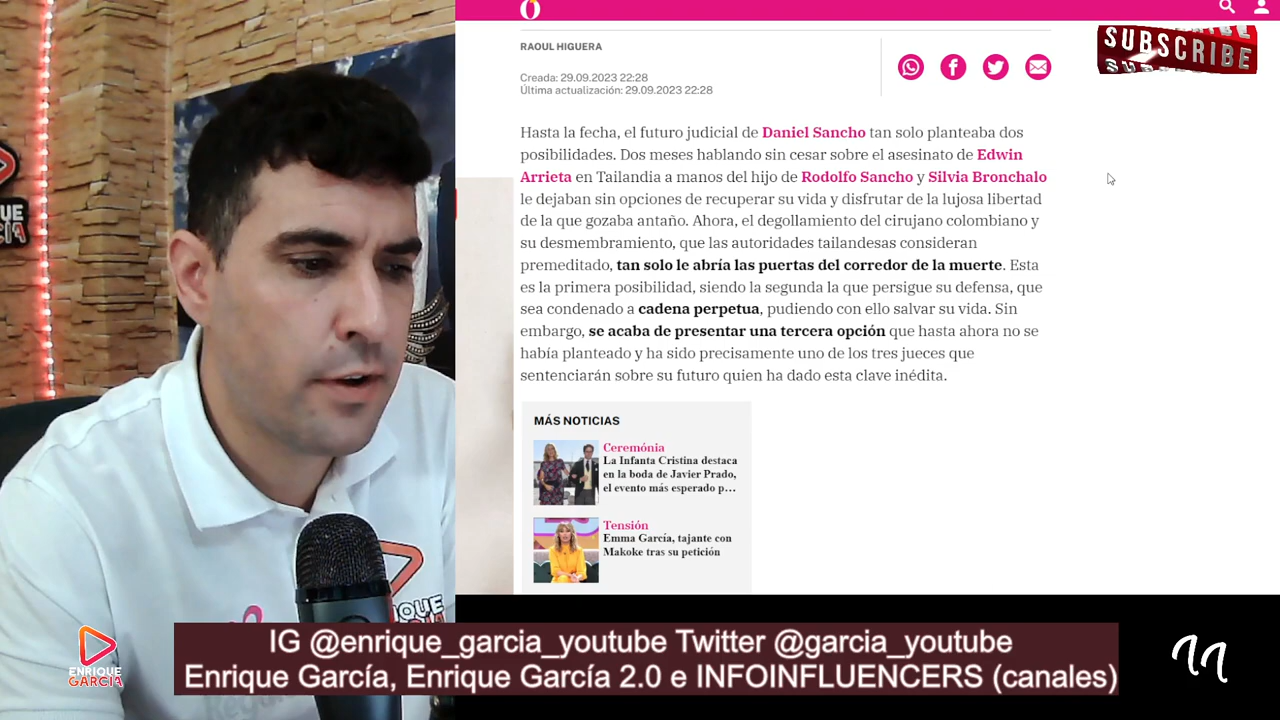 RAOUL HIGUERA
Creada: 29.09.2023 22:28
Última actualización: 29.09.2023 22:28
SUBSCRIBE
Hasta la fecha, el futuro judicial de Daniel Sancho tan solo planteaba dos
posibilidades. Dos meses hablando sin cesar sobre el asesinato de Edwin
Arrieta en Tailandia a manos del hijo de Rodolfo Sancho y Silvia Bronchalo
le dejaban sin opciones de recuperar su vida y disfrutar de la lujosa libertad
de la que gozaba antaño. Ahora, el degollamiento del cirujano colombiano y
su desmembramiento, que las autoridades tailandesas consideran
premeditado, tan solo le abría las puertas del corredor de la muerte. Esta
es la primera posibilidad, siendo la segunda la que persigue su defensa, que
sea condenado a cadena perpetua, pudiendo con ello salvar su vida. Sin
embargo, se acaba de presentar una tercera opción que hasta ahora no se
había planteado y ha sido precisamente uno de los tres jueces que
sentenciarán sobre su futuro quien ha dado esta clave inédita.
MÁS NOTICIAS
Ceremónia
La Infanta Cristina destaca
en la boda de Javier Prado,
el evento más esperado p...
Tensión
Emma García, tajante con
Makoke tras su petición
IG @enrique_garcia_youtube Twitter @garcia_youtube
Enrique García, Enrique García 2.0 e INFOINFLUENCERS (canales)
ENRIQUE
GARCÍA